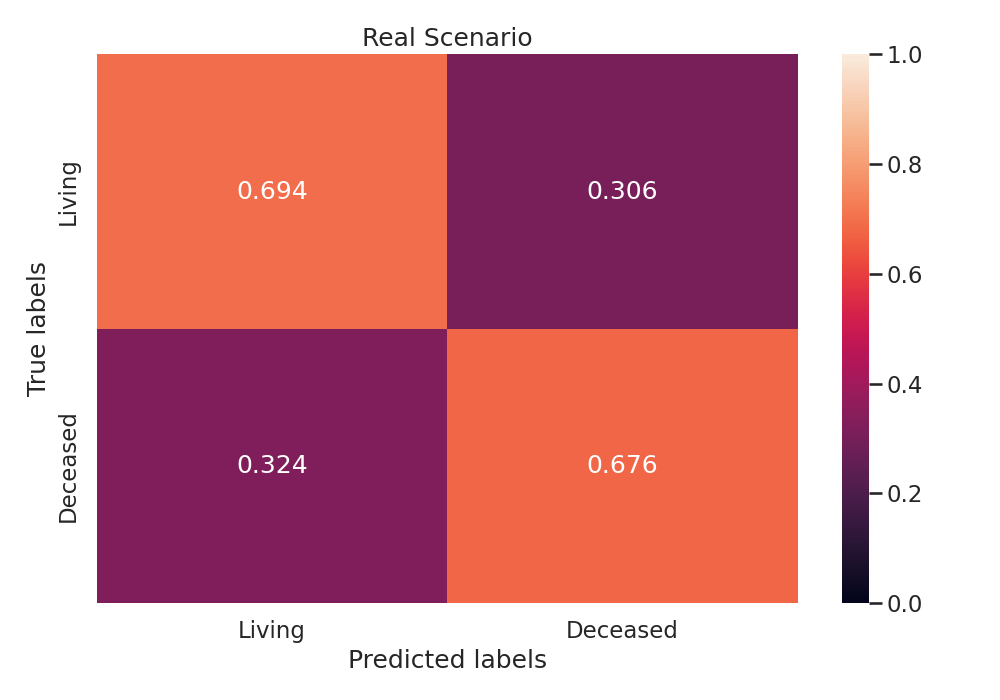 Real Scenario
True labels
Living
Deceased
0.694
0.306
0.324
0.676
Living
Deceased
Predicted labels
1.0
0.8
0.6
0.4
0.2
0.0